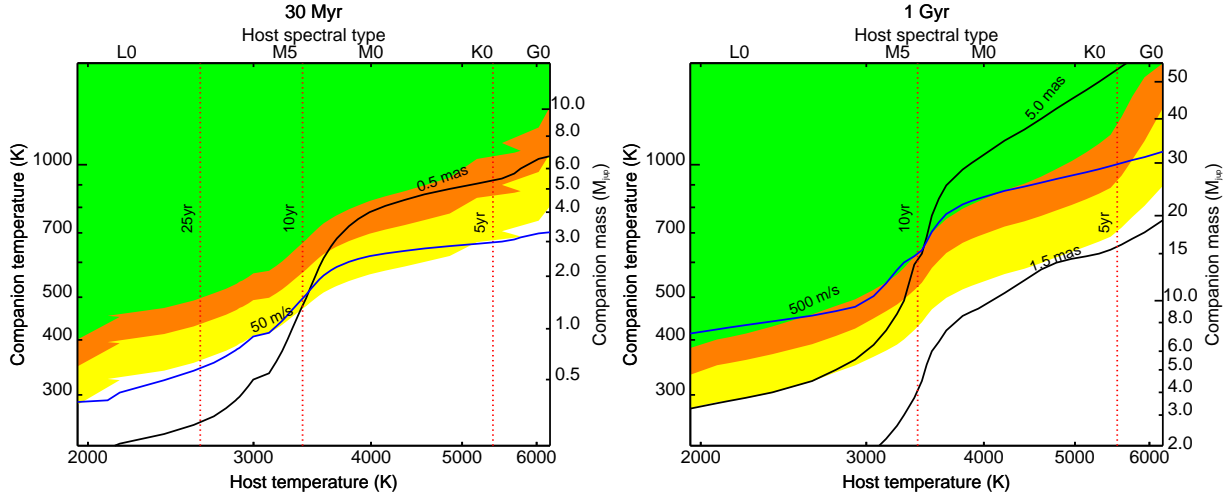 30 Myr
Host spectral type
L0 M5 M0 K0 G0
Companion temperature (K)
1000
700
500
400
300
10.0
8.0
6.0
5.0
4.0
3.0
2.0
1.0
0.5
Companion mass (Mjup)
25yr
10yr
5yr
0.5 mas
50 m/s
2000 3000 4000 5000 6000
Host temperature (K)
1 Gyr
Host spectral type
L0 M5 M0 K0 G0
Companion temperature (K)
1000
700
500
400
300
50
40
30
20
15
10.0
8.0
6.0
5.0
4.0
3.0
2.0
Companion mass (Mjup)
10yr
5yr
5.0 mas
500 m/s
1.5 mas
2000 3000 4000 5000 6000
Host temperature (K)